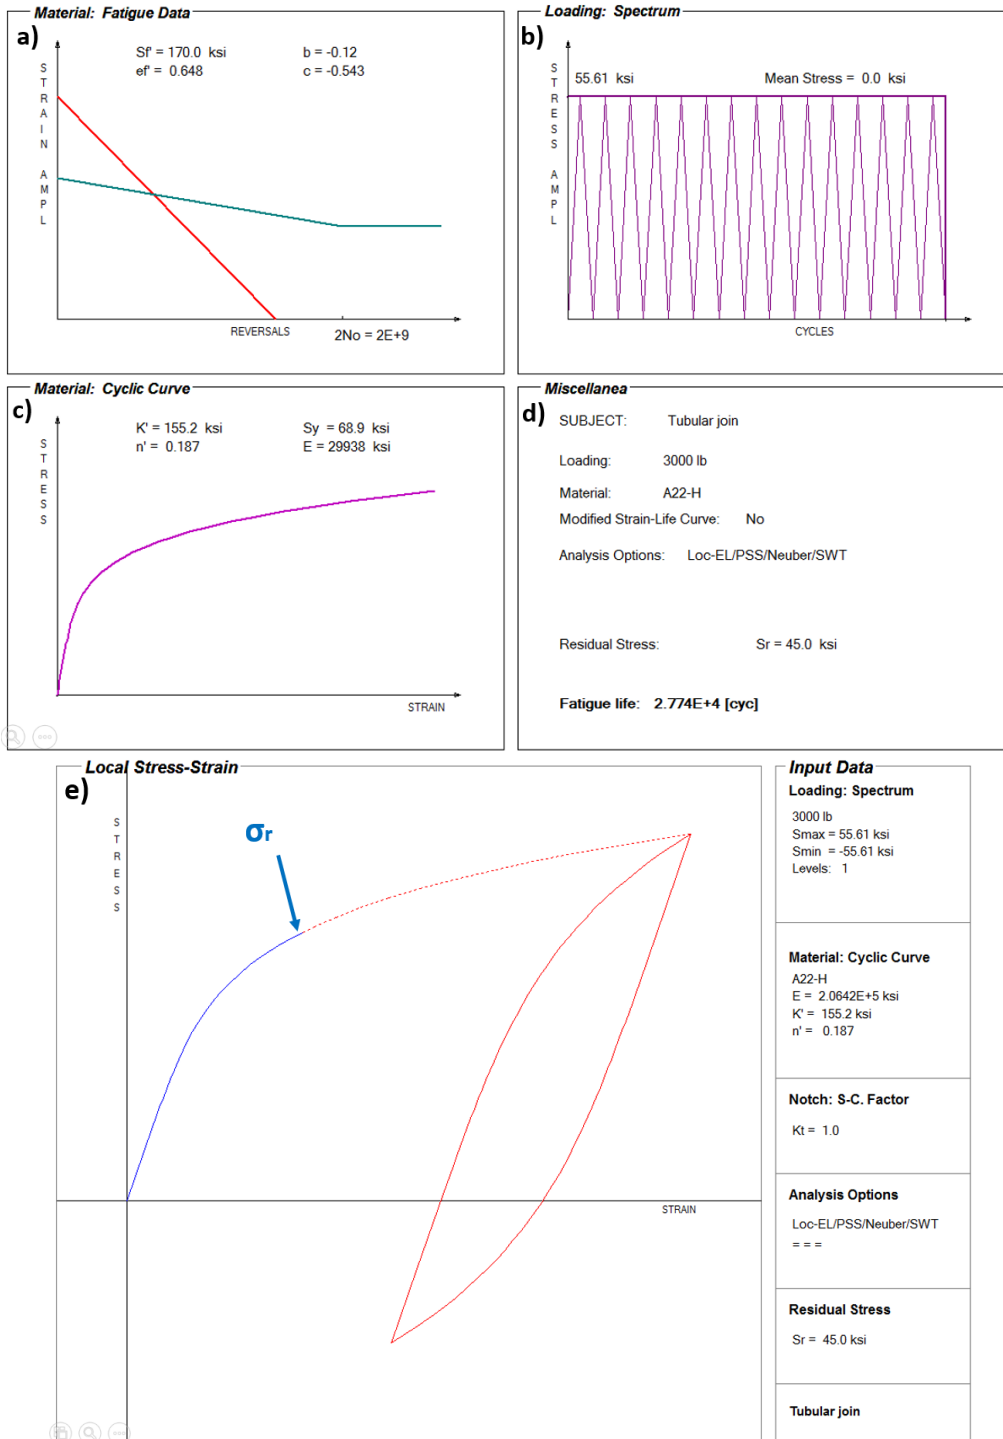 Material: Fatigue Data
a)
Sf' = 170.0 ksi b = -0.12
ef' = 0.648 c = -0.543
STRAIN AMPL
REVERSALS
2No = 2E+9
Loading: Spectrum
b)
55.61 ksi Mean Stress = 0.0 ksi
STRESS AMPL
CYCLES
Material: Cyclic Curve
c)
K' = 155.2 ksi Sy = 68.9 ksi
n' = 0.187 E = 29938 ksi
STRESS
STRAIN
Miscellanea
d)
SUBJECT: Tubular join
Loading: 3000 lb
Material: A22-H
Modified Strain-Life Curve: No
Analysis Options: Loc-EL/PSS/Neuber/SWT
Residual Stress: Sr = 45.0 ksi
Fatigue life: 2.774E+4 [cyc]
Local Stress-Strain
e)
STRESS
σr
STRAIN
Input Data
Loading: Spectrum
3000 lb
Smax = 55.61 ksi
Smin = -55.61 ksi
Levels: 1
Material: Cyclic Curve
A22-H
E = 2.0642E+5 ksi
K' = 155.2 ksi
n' = 0.187
Notch: S-C. Factor
Kt = 1.0
Analysis Options
Loc-EL/PSS/Neuber/SWT
= = =
Residual Stress
Sr = 45.0 ksi
Tubular join